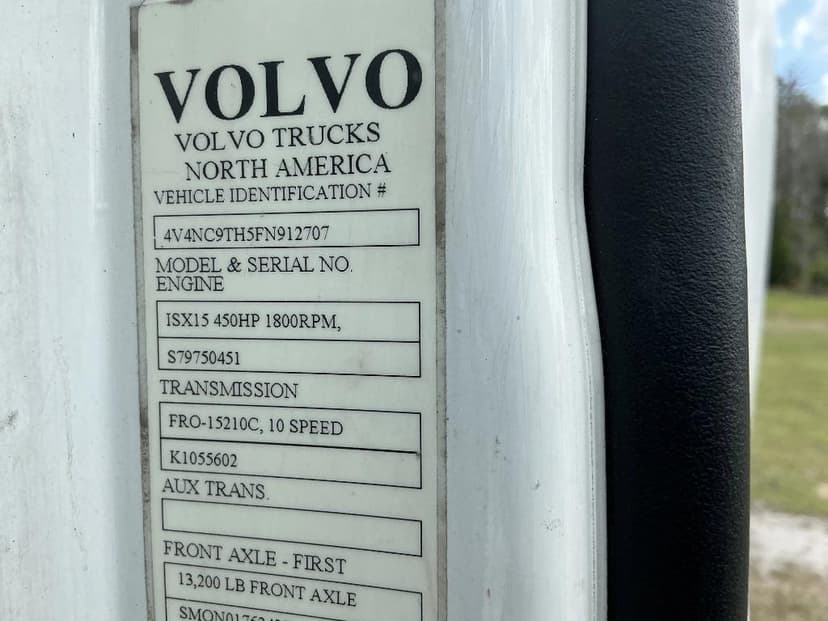 VOLVO
VOLVO TRUCKS
NORTH AMERICA
VEHICLE IDENTIFICATION #
4V4NC9TH5FN912707
MODEL & SERIAL NO.
ENGINE
ISX15 450HP 1800RPM,
S79750451
TRANSMISSION
FRO-15210C, 10 SPEED
K1055602
AUX TRANS.
FRONT AXLE - FIRST
13,200 LB FRONT AXLE